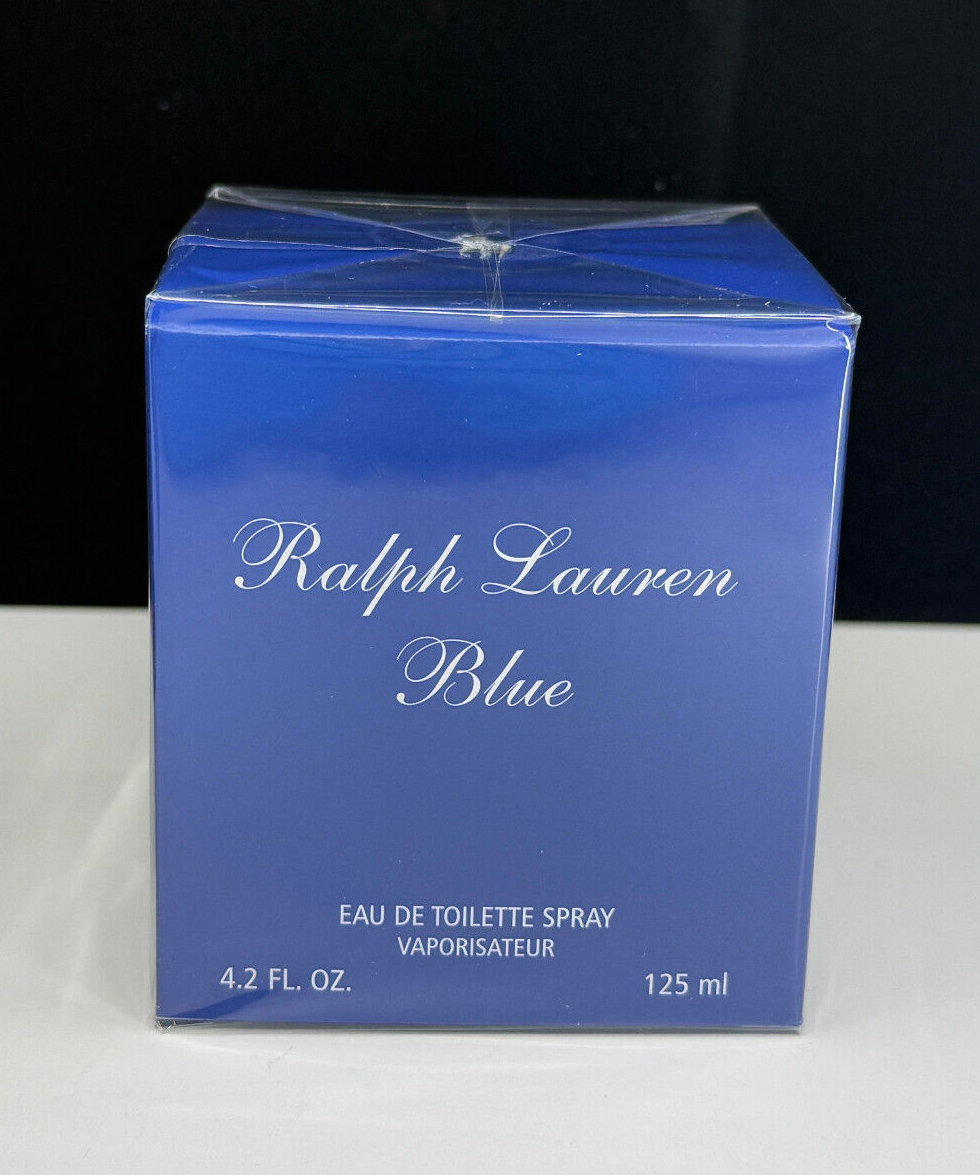 Ralph Lauren
Blue
EAU DE TOILETTE SPRAY
VAPORISATEUR
4.2 FL. OZ. 125 ml